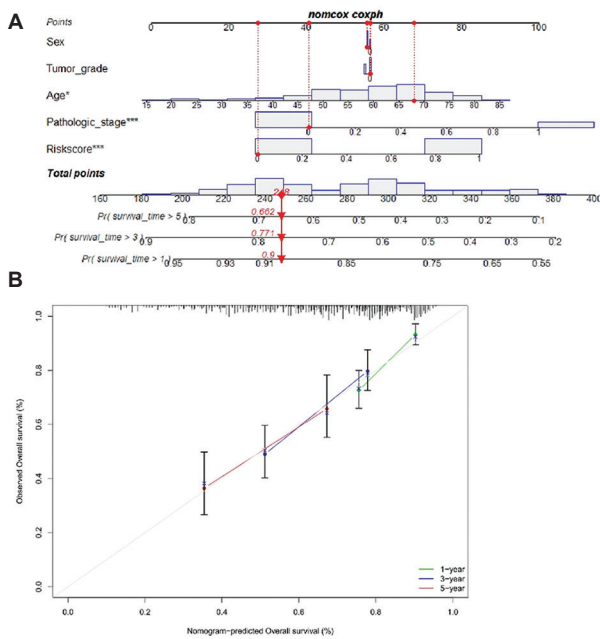 A
nomcox coxph
Points
0 20 40 60 80 100
Sex
Tumor_grade
Age*
15 20 25 30 35 40 45 50 55 60 65 70 75 80 85
Pathologic_stage***
0 0.2 0.4 0.6 0.8 1
Riskscore***
0 0.2 0.4 0.6 0.8 1
Total points
160 180 200 220 240 260 280 300 320 340 360 380 400
0.662
Pr( survival_time > 5 )
0.8 0.7 0.6 0.5 0.4 0.3 0.2 0.1
0.771
Pr( survival_time > 3 )
0.9 0.8 0.7 0.6 0.5 0.4 0.3 0.2
0.9
Pr( survival_time > 1 )
0.95 0.93 0.91 0.85 0.75 0.65 0.55
B
Observed Overall survival (%)
1.0
0.8
0.6
0.4
0.2
0.0
1-year
3-year
5-year
0.0 0.2 0.4 0.6 0.8 1.0
Nomogram-predicted Overall survival (%)